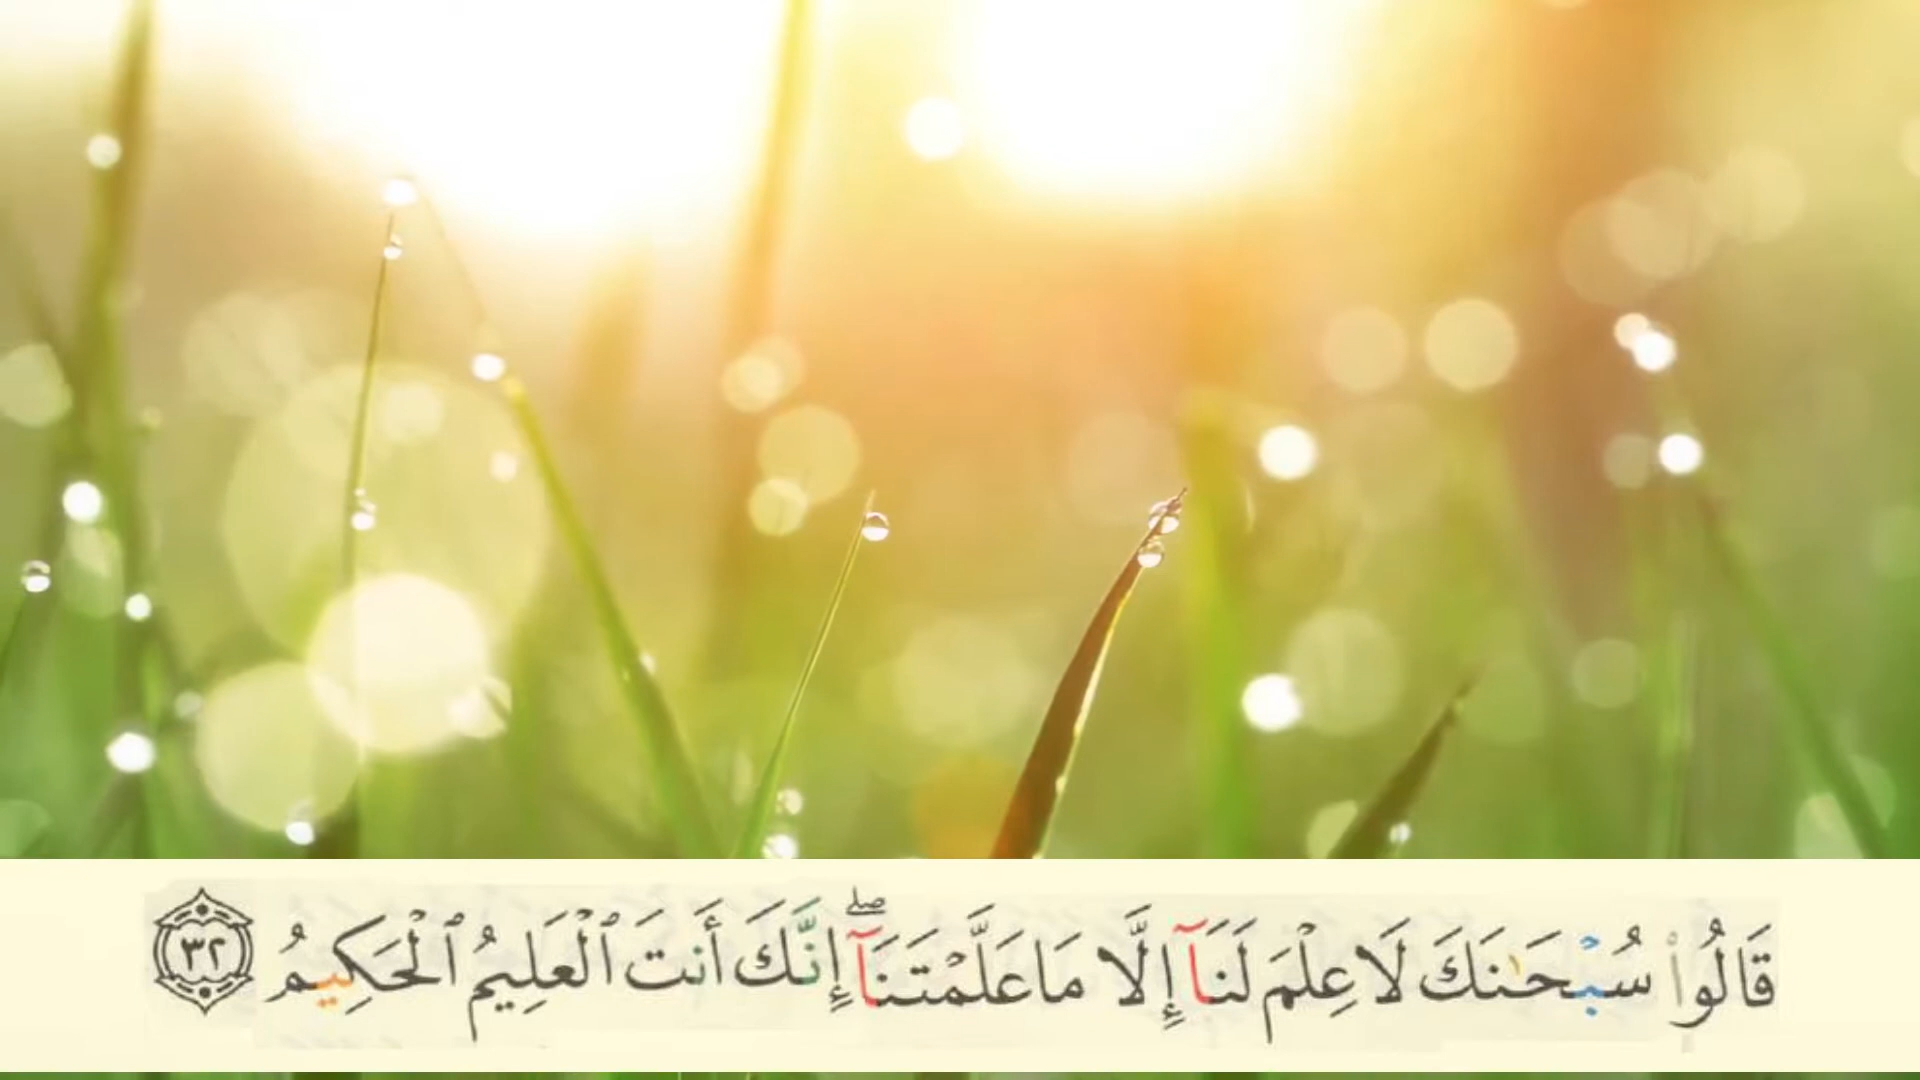 قَالُوا۟ سُبْحَـٰنَكَ لَا عِلْمَ لَنَآ إِلَّا مَا عَلَّمْتَنَآ ۖ إِنَّكَ أَنتَ ٱلْعَلِيمُ ٱلْحَكِيمُ ٣٢